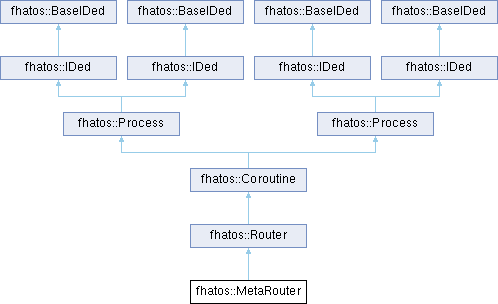 fhatos::BaseIDed fhatos::BaseIDed fhatos::BaseIDed fhatos::BaseIDed
fhatos::IDed fhatos::IDed fhatos::IDed fhatos::IDed
fhatos::Process fhatos::Process
fhatos::Coroutine
fhatos::Router
fhatos::MetaRouter